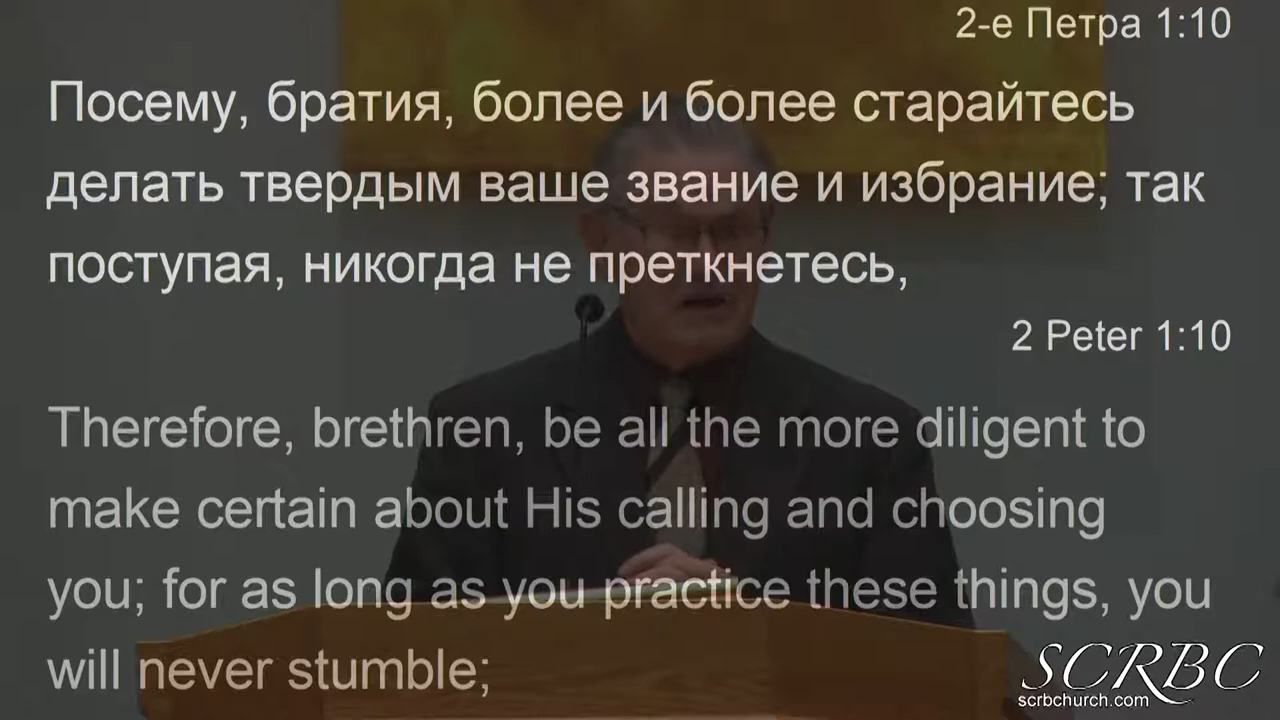 2-е Петра 1:10
Посему, братия, более и более старайтесь
делать твердым ваше звание и избрание; так
поступая, никогда не преткнетесь,
2 Peter 1:10
Therefore, brethren, be all the more diligent to
make certain about His calling and choosing
you; for as long as you practice these things, you
will never stumble;
SCRBC
scrbchurch.com